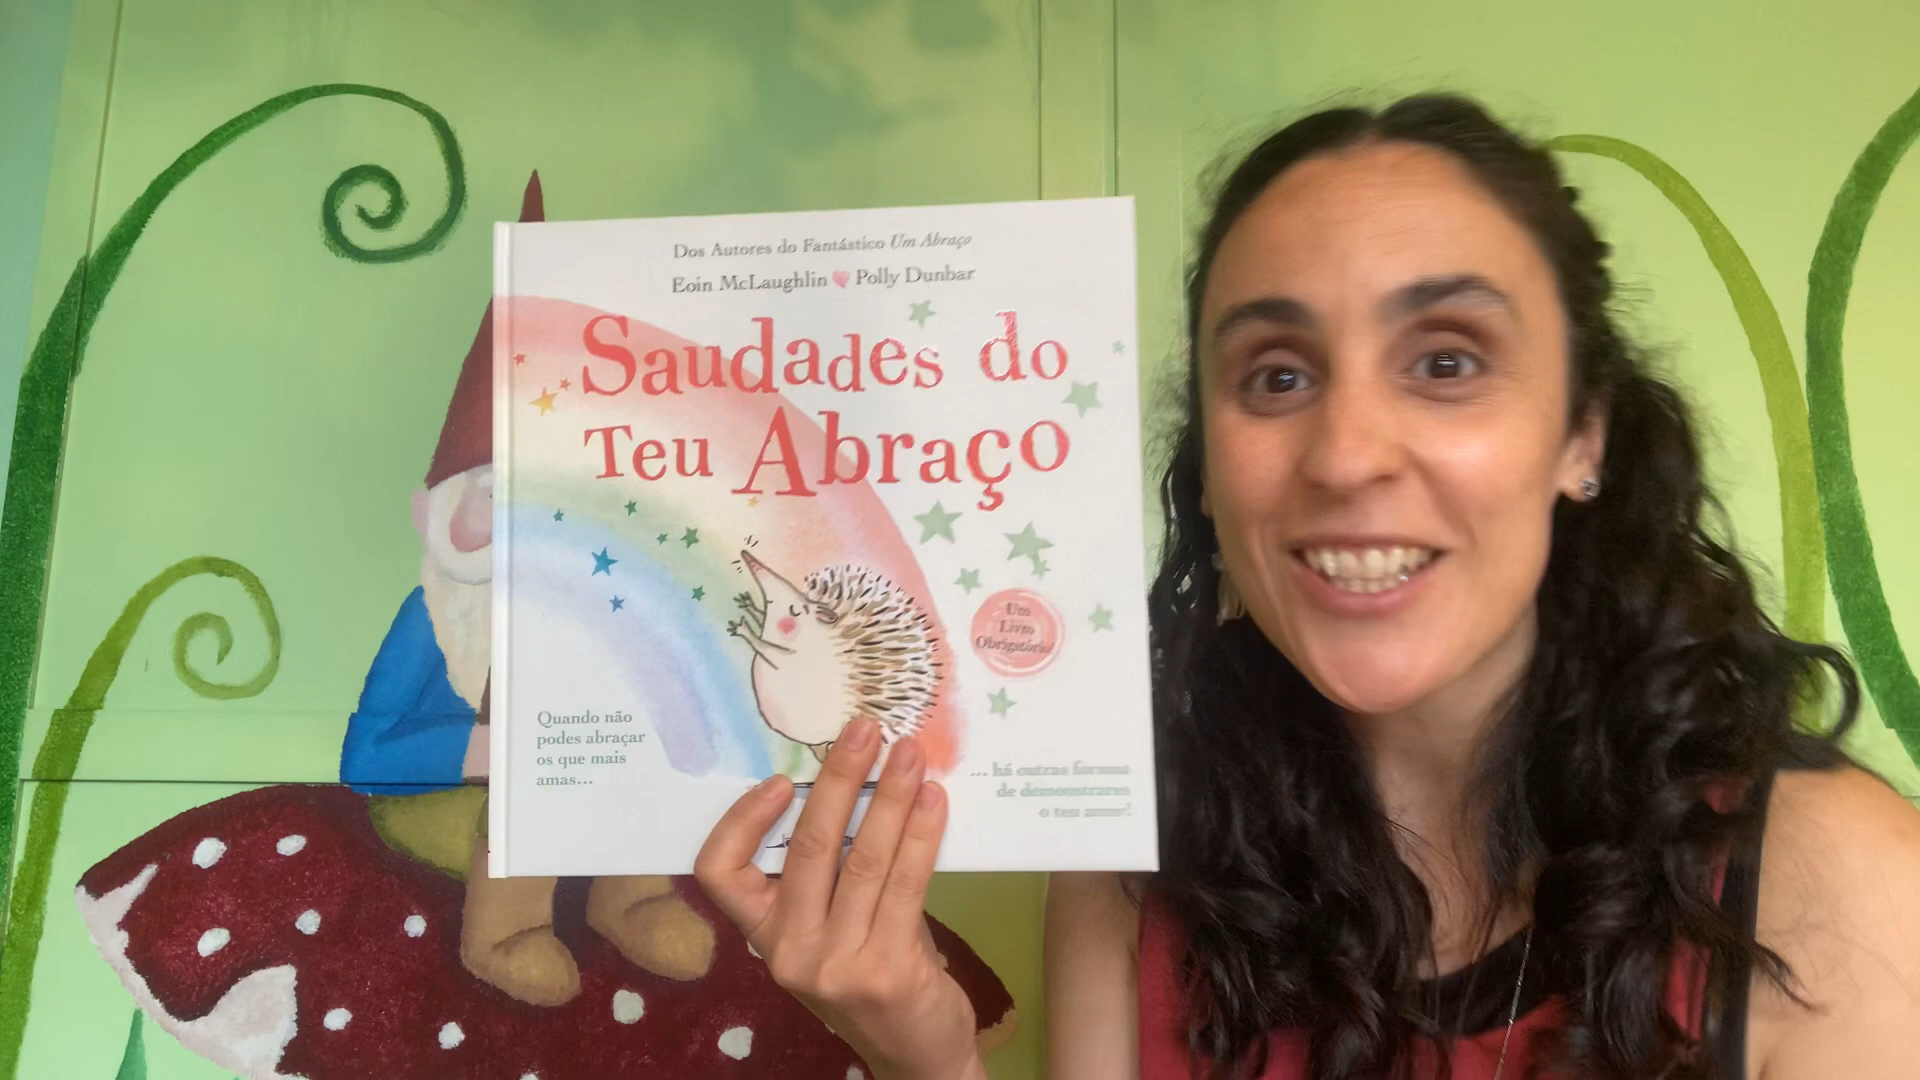 Dos Autores do Fantástico Um Abraço
Eoin McLaughlin Polly Dunbar
Saudades do
Teu Abraço
Um
Livro
Obrigatório!
Quando não
podes abraçar
os que mais
amas...
... há outras formas
de demonstrares
o teu amor!